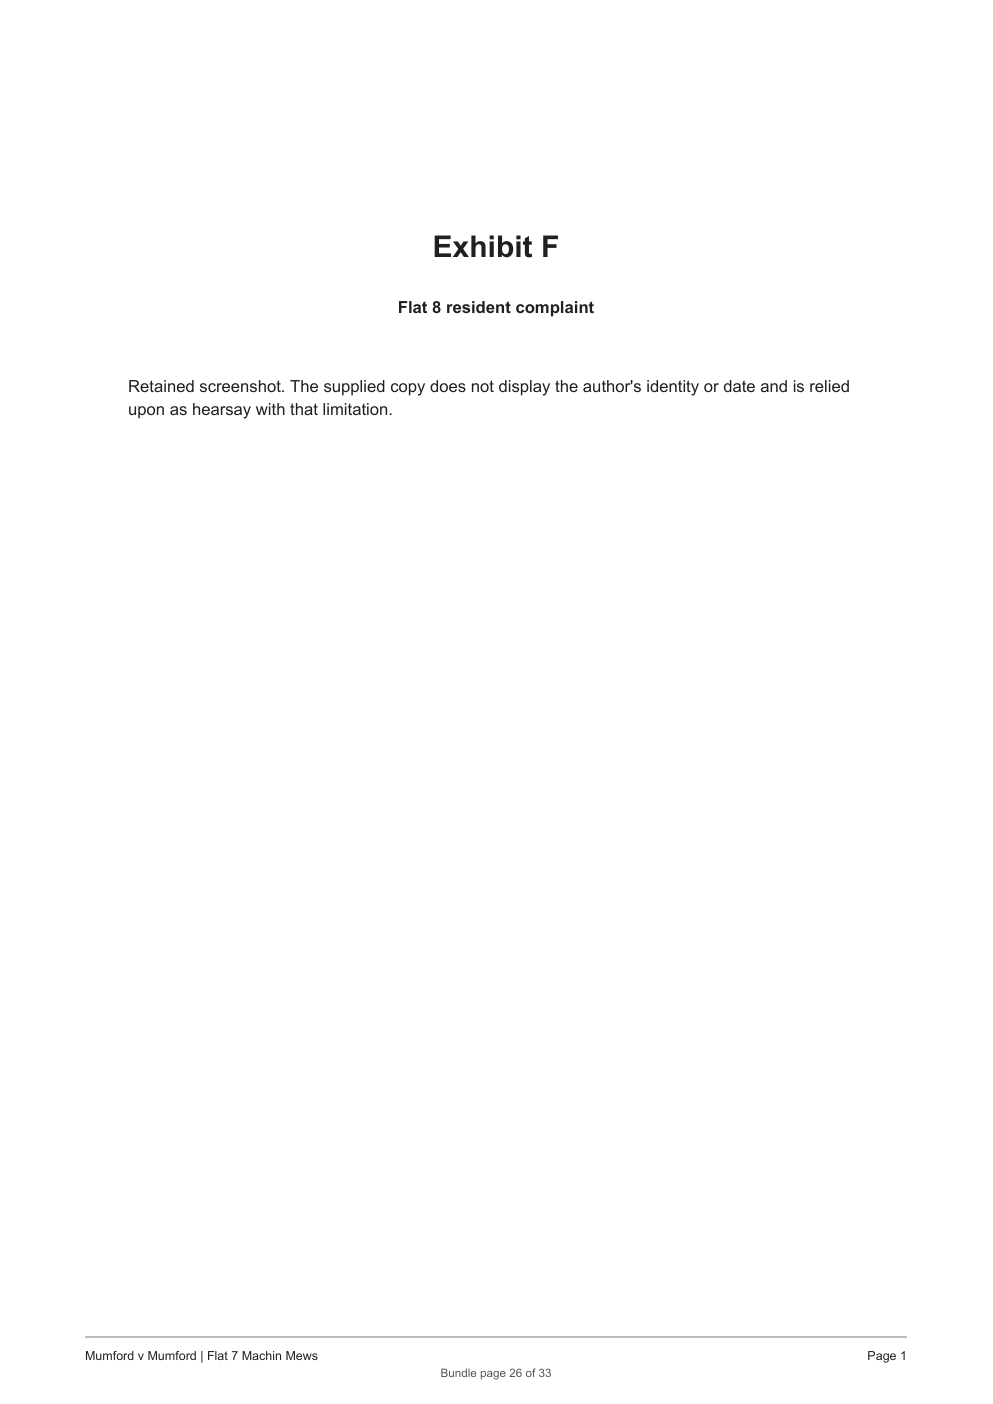 Exhibit F
Flat 8 resident complaint
Retained screenshot. The supplied copy does not display the author's identity or date and is relied
upon as hearsay with that limitation.
Mumford v Mumford | Flat 7 Machin Mews
Page 1
Bundle page 26 of 33